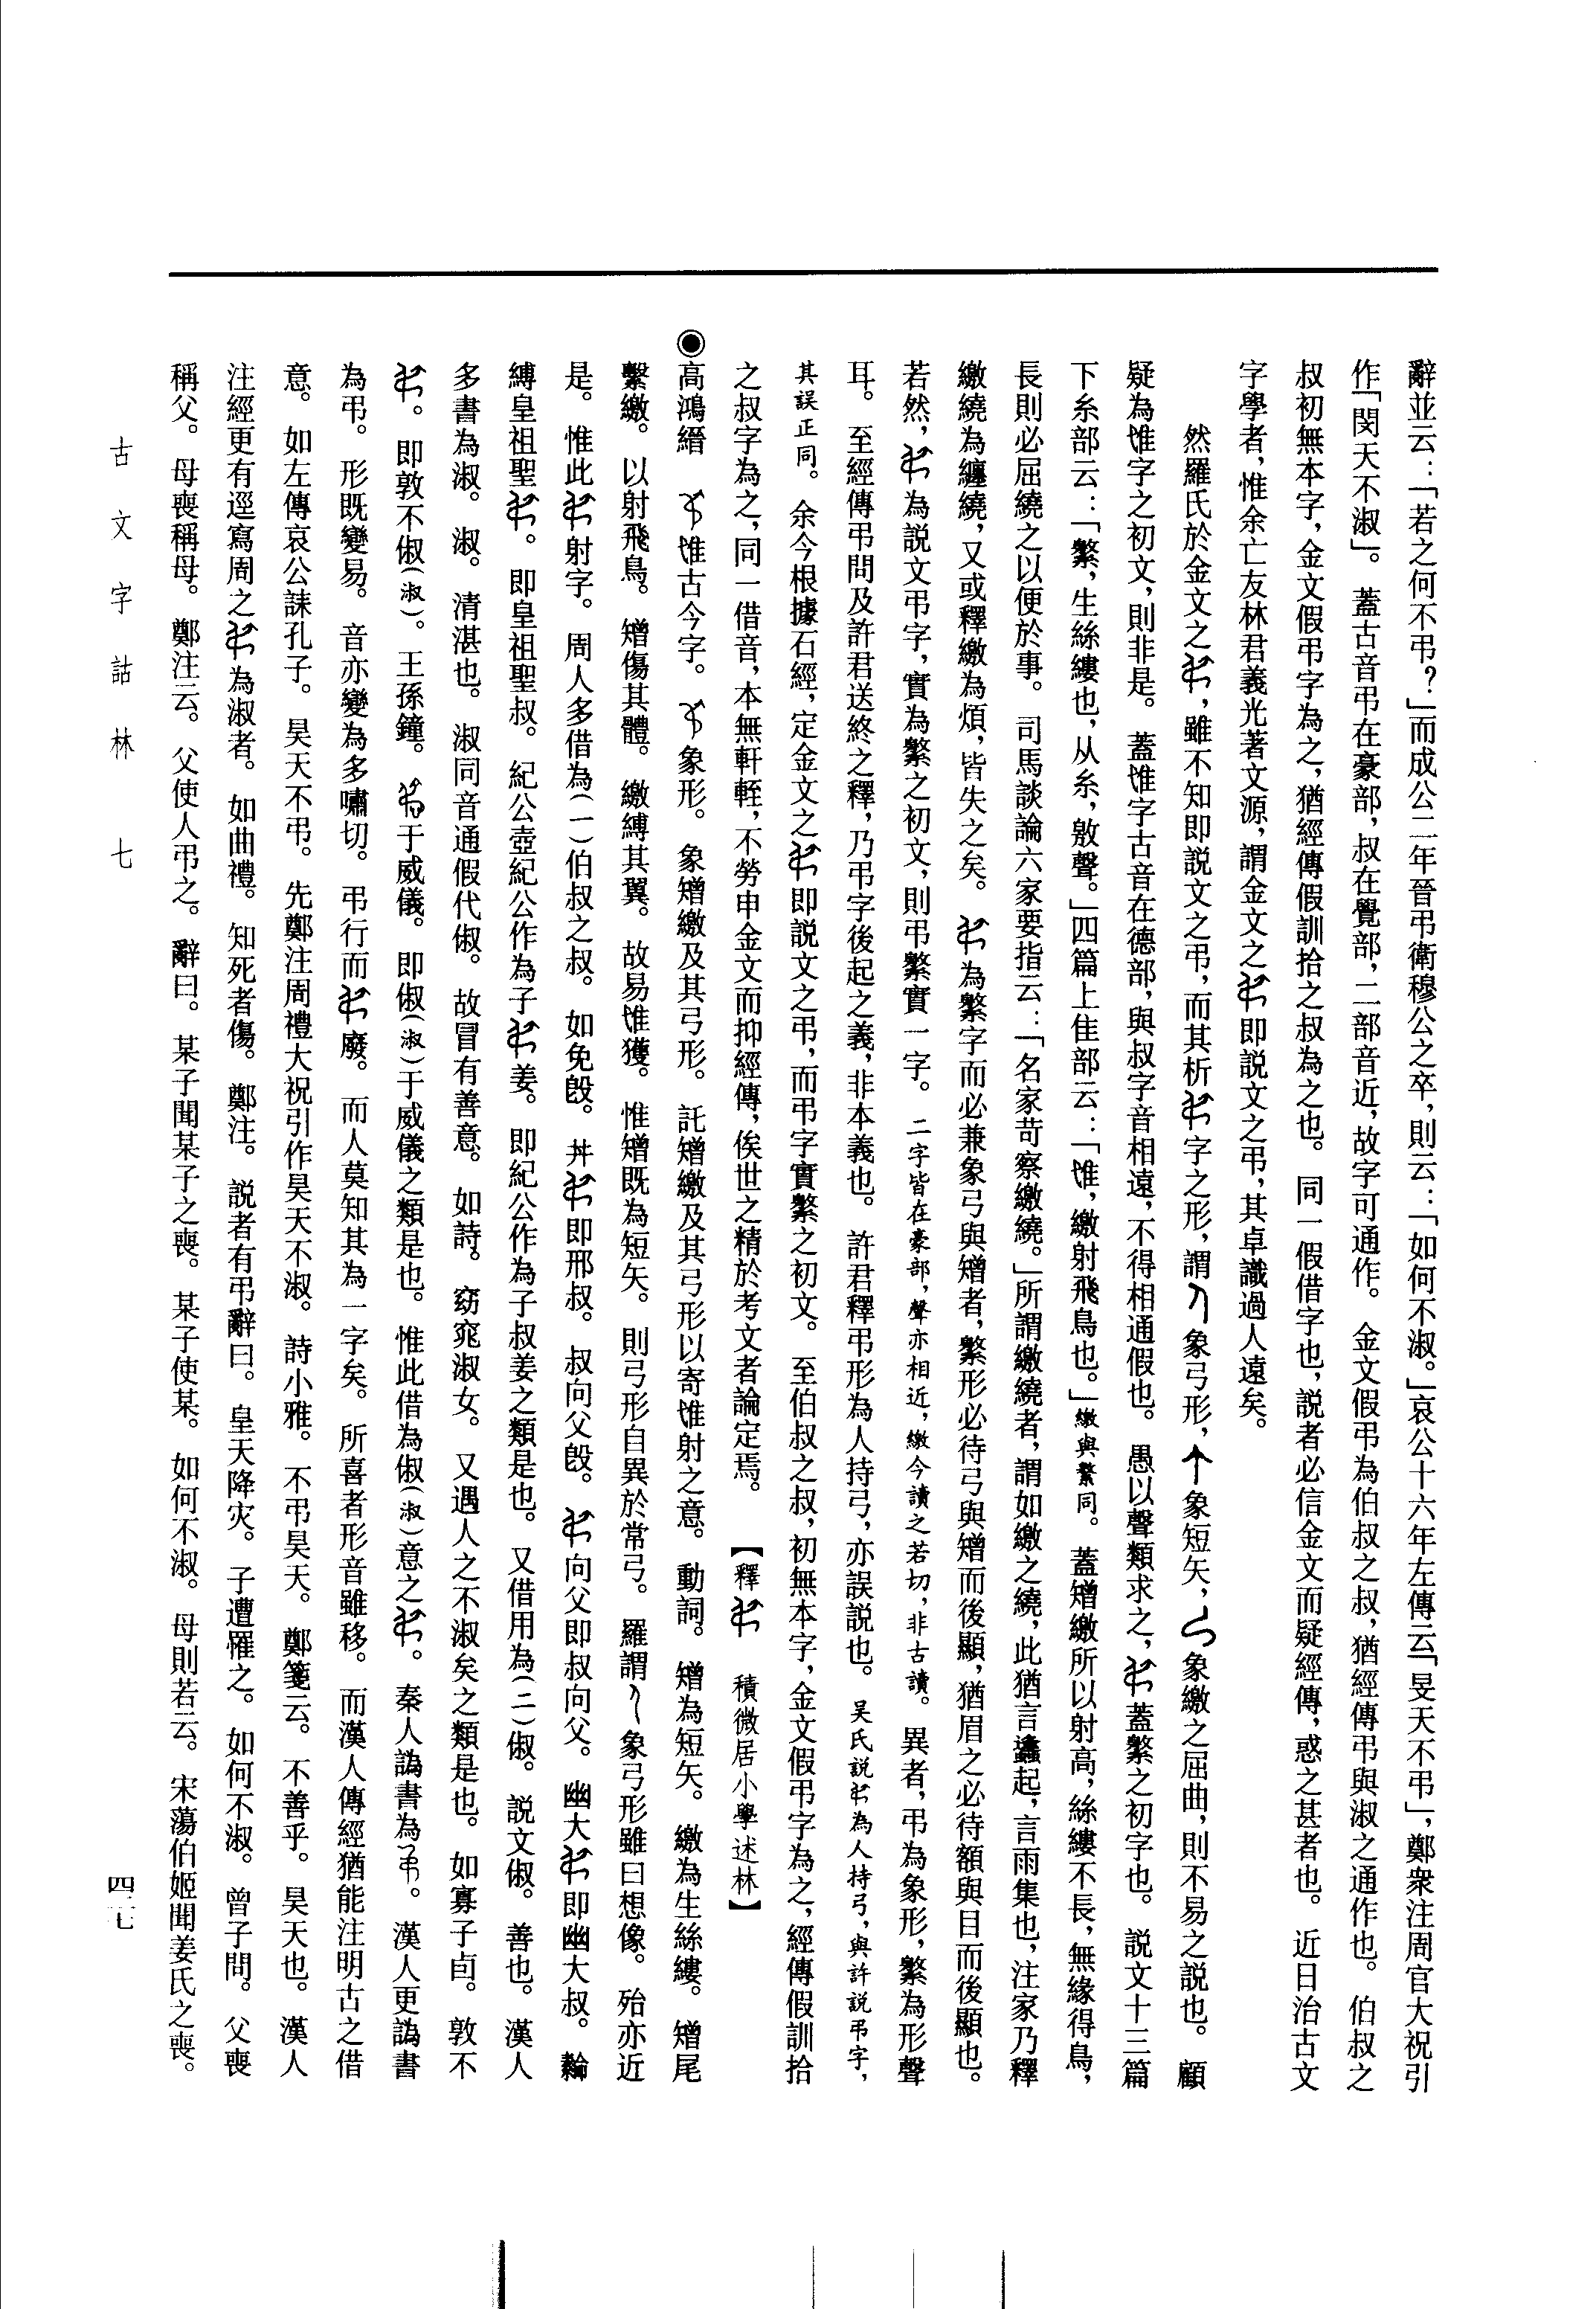 辭並云：「若之何不弔？」而成公二年晉弔衛穆公之卒，則云：「如何不淑。」哀公十六年左傳云「旻天不弔」，鄭衆注周官大祝引
作「閔天不淑」。蓋古音弔在豪部，叔在覺部，二部音近，故字可通作。金文假弔為伯叔之叔，猶經傳弔與淑之通作也。伯叔之
叔初無本字，金文假弔字為之，猶經傳假訓拾之叔為之也。同一假借字也，説者必信金文而疑經傳，惑之甚者也。近日治古文
字學者，惟余亡友林君義光著文源，謂金文之即説文之弔，其卓識過人遠矣。
然羅氏於金文之，雖不知即説文之弔，而其析字之形，謂象弓形，象短矢，象繳之屈曲，則不易之説也。顧
疑為隿字之初文，則非是。蓋隿字古音在德部，與叔字音相遠，不得相通假也。愚以聲類求之，蓋繁之初字也。説文十三篇
下糸部云：「繁，生絲縷也，从糸，敫聲。」四篇上隹部云：「隿，繳射飛鳥也。」繳與繁同。蓋矰繳所以射高，絲縷不長，無緣得鳥，
長則必屈繞之以便於事。司馬談論六家要指云：「名家苛察繳繞。」所謂繳繞者，謂如繳之繞，此猶言蠭起，言雨集也，注家乃釋
繳繞為纏繞，又或釋繳為煩，皆失之矣。為繁字而必兼象弓與矰者，繁形必待弓與矰而後顯，猶眉之必待額與目而後顯也。
若然，為説文弔字，實為繁之初文，則弔繁實一字。二字皆在豪部，聲亦相近，繳今讀之若切，非古讀。異者，弔為象形，繁為形聲
耳。至經傳弔問及許君送終之釋，乃弔字後起之義，非本義也。許君釋弔形為人持弓，亦誤説也。吴氏説為人持弓，與許説弔字，
其誤正同。余今根據石經，定金文之即説文之弔，而弔字實繁之初文。至伯叔之叔，初無本字，金文假弔字為之，經傳假訓拾
之叔字為之，同一借音，本無軒輊，不勞申金文而抑經傳，俟世之精於考文者論定焉。【釋　積微居小學述林】
◉高鴻縉　隿古今字。象形。象矰繳及其弓形。託矰繳及其弓形以寄隿射之意。動詞。矰為短矢。繳為生絲縷。矰尾
繫繳。以射飛鳥。矰傷其體。繳縛其翼。故易隿獲。惟矰既為短矢。則弓形自異於常弓。羅謂象弓形雖曰想像。殆亦近
是。惟此射字。周人多借為（一）伯叔之叔。如免𣪘。丼即邢叔。叔向父𣪘。向父即叔向父。幽大即幽大叔。𦅫
縛皇祖聖。即皇祖聖叔。紀公壺紀公作為子姜。即紀公作為子叔姜之類是也。又借用為（二）俶。説文俶。善也。漢人
多書為淑。淑。清湛也。淑同音通假代俶。故冒有善意。如詩。窈窕淑女。又遇人之不淑矣之類是也。如寡子卣。敦不
。即敦不俶（淑）。王孫鐘。于威儀。即俶（淑）于威儀之類是也。惟此借為俶（淑）意之。秦人譌書為。漢人更譌書
為弔。形既變易。音亦變為多嘯切。弔行而廢。而人莫知其為一字矣。所喜者形音雖移。而漢人傳經猶能注明古之借
意。如左傳哀公誄孔子。昊天不弔。先鄭注周禮大祝引作昊天不淑。詩小雅。不弔昊天。鄭箋云。不善乎。昊天也。漢人
注經更有逕寫周之為淑者。如曲禮。知死者傷。鄭注。説者有弔辭曰。皇天降灾。子遭罹之。如何不淑。曾子問。父喪
稱父。母喪稱母。鄭注云。父使人弔之。辭曰。某子聞某子之喪。某子使某。如何不淑。母則若云。宋蕩伯姬聞姜氏之喪。
古文字詁林　七